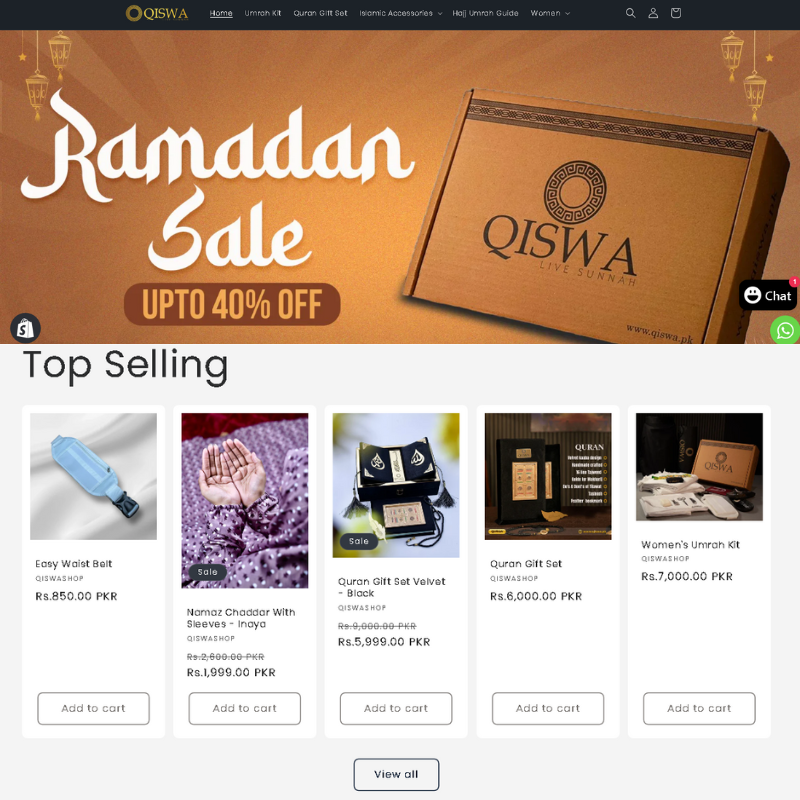 QISWA
Home
Umrah Kit
Quran Gift Set
Islamic Accessories
Hajj Umrah Guide
Women
Ramadan
Sale
UPTO 40% OFF
QISWA
LIVE SUNNAH
www.qiswa.pk
1
Chat
Top Selling
Easy Waist Belt
QISWASHOP
Rs.850.00 PKR
Add to cart
Sale
Namaz Chaddar With
Sleeves - Inaya
QISWASHOP
Rs.2,600.00 PKR
Rs.1,999.00 PKR
Add to cart
Sale
Quran Gift Set Velvet
- Black
QISWASHOP
Rs.9,000.00 PKR
Rs.5,999.00 PKR
Add to cart
QURAN
Quran Gift Set
QISWASHOP
Rs.6,000.00 PKR
Add to cart
QISWA
Women's Umrah Kit
QISWASHOP
Rs.7,000.00 PKR
Add to cart
View all